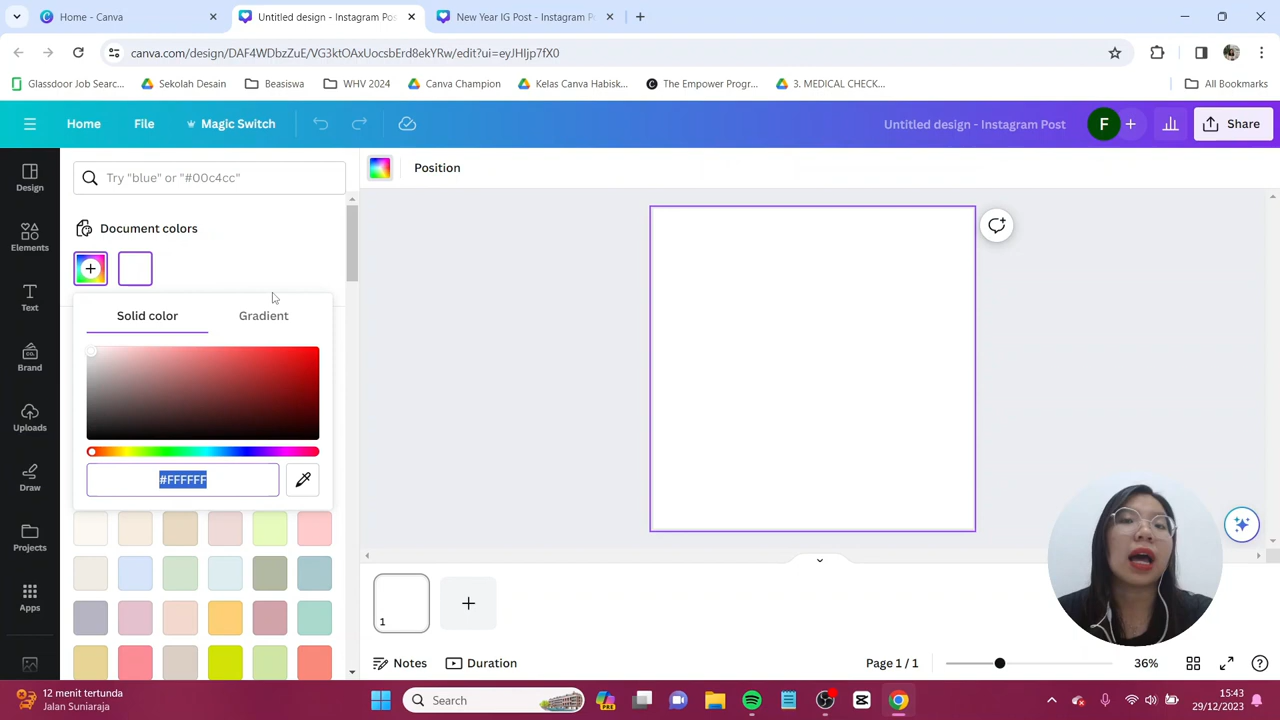 Home - Canva
Untitled design - Instagram Pos
New Year IG Post - Instagram P
canva.com/design/DAF4WDbzZuE/VG3ktOAxUocsbErd8ekYRw/edit?ui=eyJHIjp7fX0
Glassdoor Job Searc...
Sekolah Desain
Beasiswa
WHV 2024
Canva Champion
Kelas Canva Habisk...
The Empower Progr...
3. MEDICAL CHECK...
All Bookmarks
Home
File
Magic Switch
Untitled design - Instagram Post
F
Share
Design
Elements
Text
Brand
Uploads
Draw
Projects
Apps
Try "blue" or "#00c4cc"
Position
Document colors
Solid color
Gradient
#FFFFFF
1
Notes
Duration
Page 1 / 1
36%
12 menit tertunda
Jalan Suniaraja
Search
PRE
15:43
29/12/2023